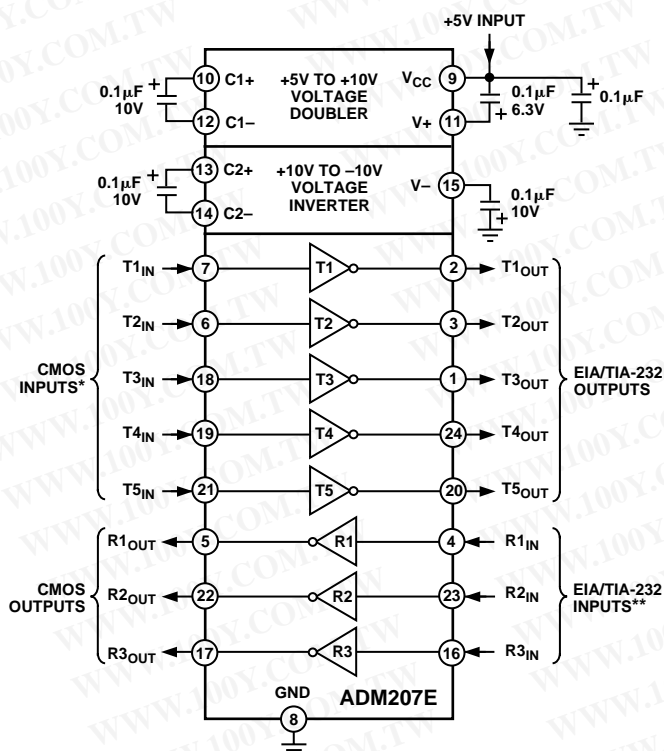 +5V INPUT
10 C1+ +5V TO +10V VCC 9
0.1µF 10V
VOLTAGE DOUBLER
0.1µF 6.3V
0.1µF
12 C1– V+ 11
13 C2+ +10V TO –10V
0.1µF 10V
VOLTAGE INVERTER
V– 15
0.1µF 10V
14 C2–
T1IN 7 T1 2 T1OUT
T2IN 6 T2 3 T2OUT
CMOS INPUTS*
T3IN 18 T3 1 T3OUT
EIA/TIA-232 OUTPUTS
T4IN 19 T4 24 T4OUT
T5IN 21 T5 20 T5OUT
R1OUT 5 R1 4 R1IN
CMOS OUTPUTS
R2OUT 22 R2 23 R2IN
EIA/TIA-232 INPUTS**
R3OUT 17 R3 16 R3IN
GND
8
ADM207E
WWW.100Y.COM.TW